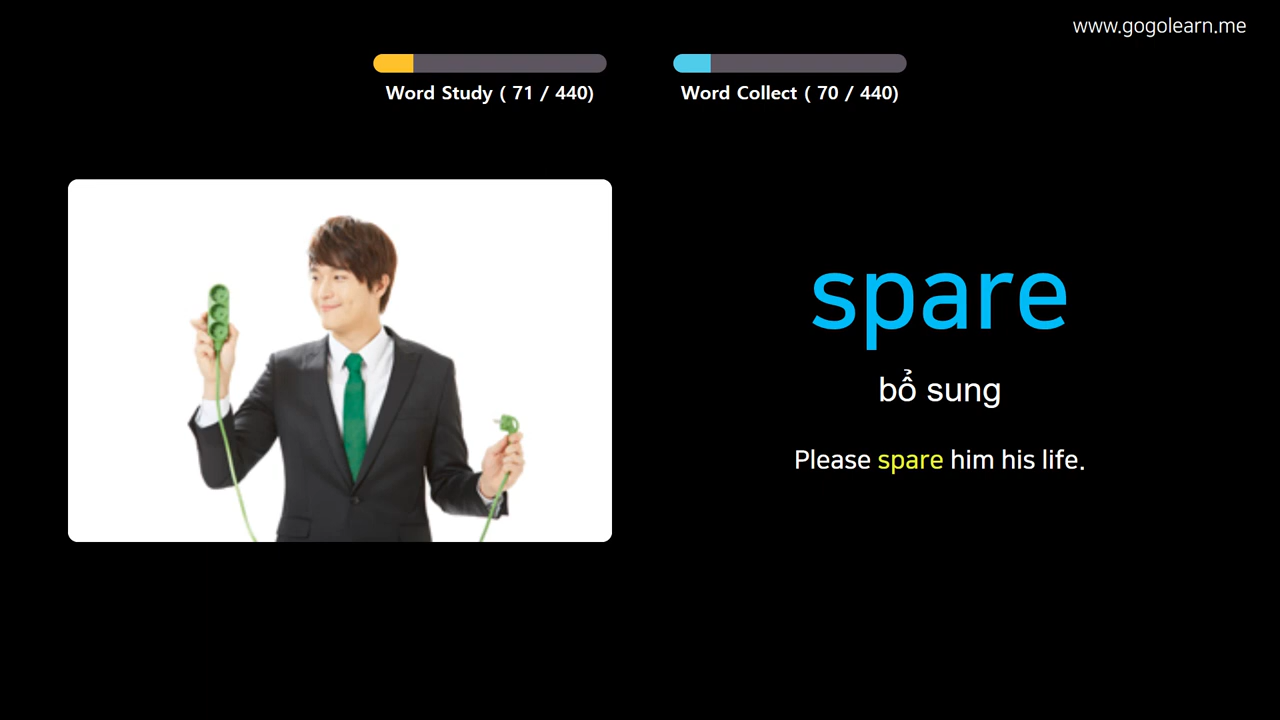 www.gogolearn.me
Word Study ( 71 / 440)
Word Collect ( 70 / 440)
spare
bổ sung
Please spare him his life.